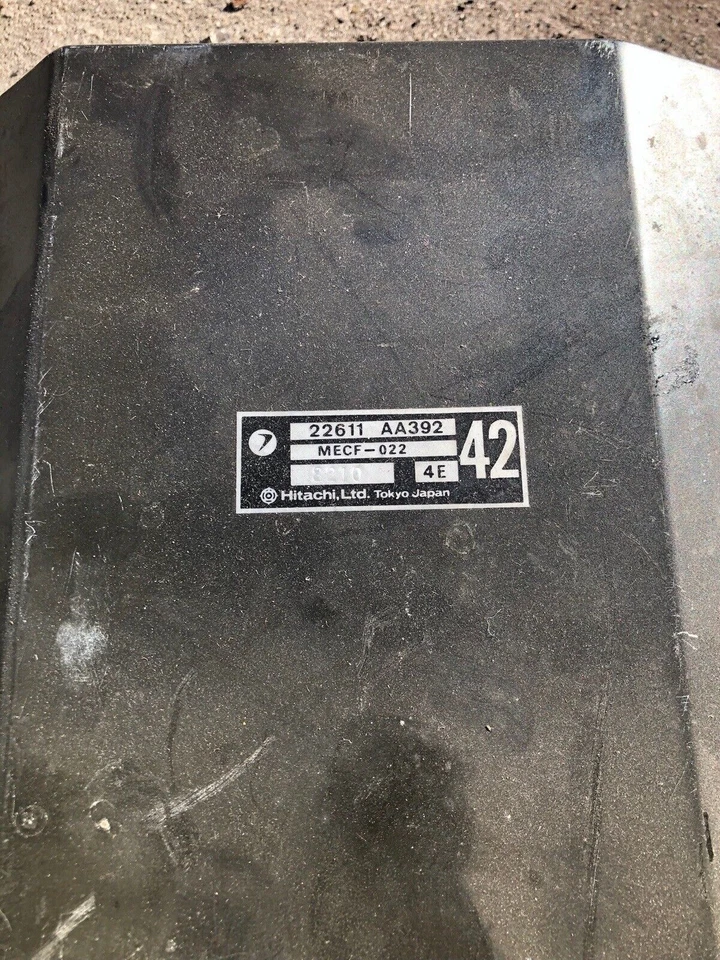 22611 AA392
MECF-022
42
4E
Hitachi, Ltd. Tokyo Japan